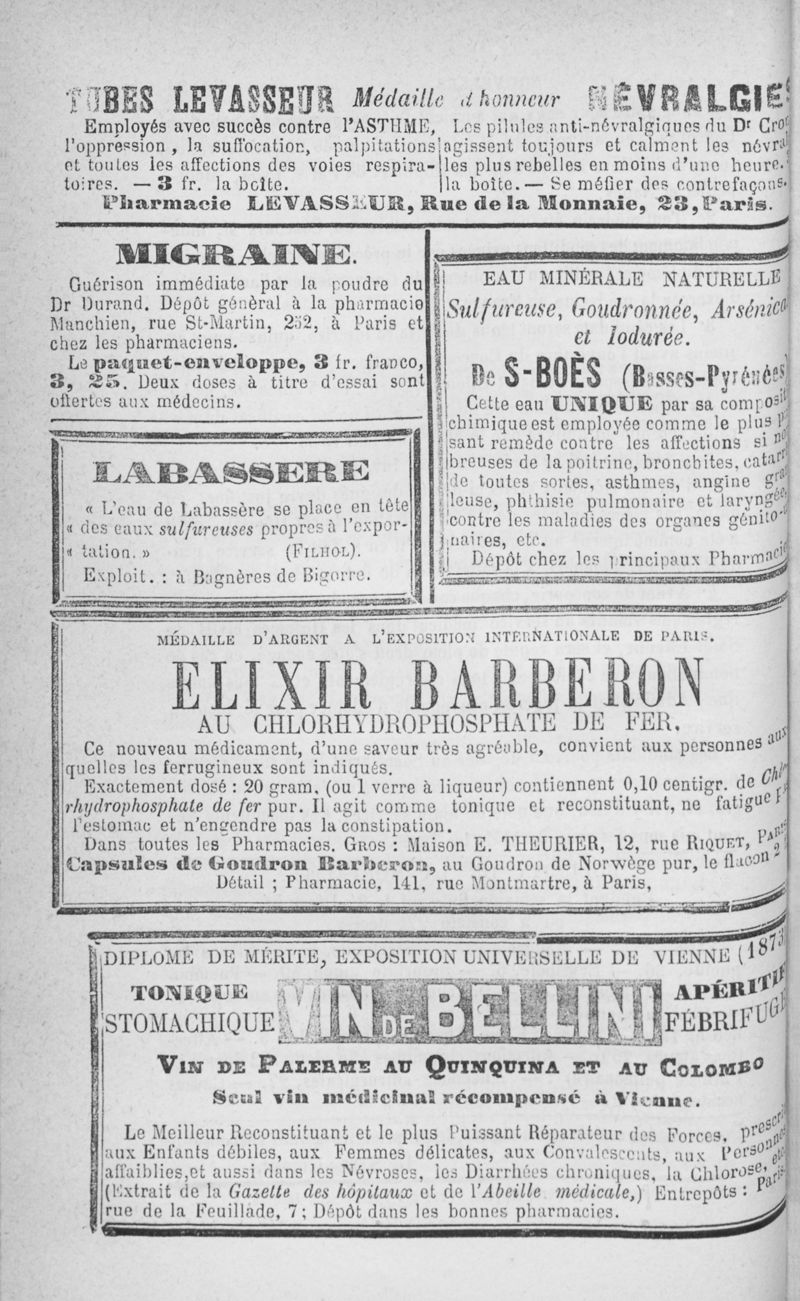 TUBES LEVASSEUR Médaille d'honneur
Employés avec succès contre l'ASTHME,
l'oppression, la suffocation, palpitations
et toutes les affections des voies respira-
toires. — 3 fr. la boîte.
NÉVRALGIE
Les pilules anti-névralgiques du Dr Cro
agissent toujours et calment les névra
les plus rebelles en moins d'une heure.
la boîte. — Se méfier des contrefaçons.
Pharmacie LEVASSEUR, Rue de la Monnaie, 23, Paris.
MIGRAINE.
Guérison immédiate par la poudre du
Dr Durand. Dépôt général à la pharmacie
Manchien, rue St-Martin, 252, à Paris et
chez les pharmaciens.
Le paquet-enveloppe, 3 fr. franco,
3, 25. Deux doses à titre d'essai sont
offertes aux médecins.
LABASSERE
« L'eau de Labassère se place en tête
« des eaux sulfureuses propres à l'expor-
« tation. » (FILHOL).
Exploit. : à Bagnères de Bigorre.
EAU MINÉRALE NATURELLE
Sulfureuse, Goudronnée, Arsénica
et Iodurée.
De S-BOÈS (Basses-Pyrénées)
Cette eau UNIQUE par sa composit
chimique est employée comme le plus p
sant remède contre les affections si no
breuses de la poitrine, bronchites, catarr
de toutes sortes, asthmes, angine gra
leuse, phthisie pulmonaire et laryngée
contre les maladies des organes génito-
naires, etc.
Dépôt chez les principaux Pharmaci
MÉDAILLE D'ARGENT A L'EXPOSITION INTERNATIONALE DE PARIS.
ELIXIR BARBERON
AU CHLORHYDROPHOSPHATE DE FER.
Ce nouveau médicament, d'une saveur très agréable, convient aux personnes aux
quelles les ferrugineux sont indiqués.
Exactement dosé : 20 gram. (ou 1 verre à liqueur) contiennent 0,10 centigr. de Chlo
rhydrophosphate de fer pur. Il agit comme tonique et reconstituant, ne fatigue
l'estomac et n'engendre pas la constipation.
Dans toutes les Pharmacies. GROS : Maison E. THEURIER, 12, rue RIQUET, PARIS
Capsules de Goudron Barberon, au Goudron de Norwège pur, le flacon
Détail ; Pharmacie, 141, rue Montmartre, à Paris,
DIPLOME DE MÉRITE, EXPOSITION UNIVERSELLE DE VIENNE (1873
TONIQUE
STOMACHIQUE
VIN DE BELLINI
APÉRITIF
FÉBRIFUGE
VIN DE PALERME AU QUINQUINA ET AU COLOMBO
Seul vin médicinal récompensé à Vienne.
Le Meilleur Reconstituant et le plus Puissant Réparateur des Forces, prescr
aux Enfants débiles, aux Femmes délicates, aux Convalescents, aux Personnes
affaiblies, et aussi dans les Névroses, les Diarrhées chroniques, la Chlorose, etc
(Extrait de la Gazette des hôpitaux et de l'Abeille médicale,) Entrepôts : Paris
rue de la Feuillade, 7 ; Dépôt dans les bonnes pharmacies.